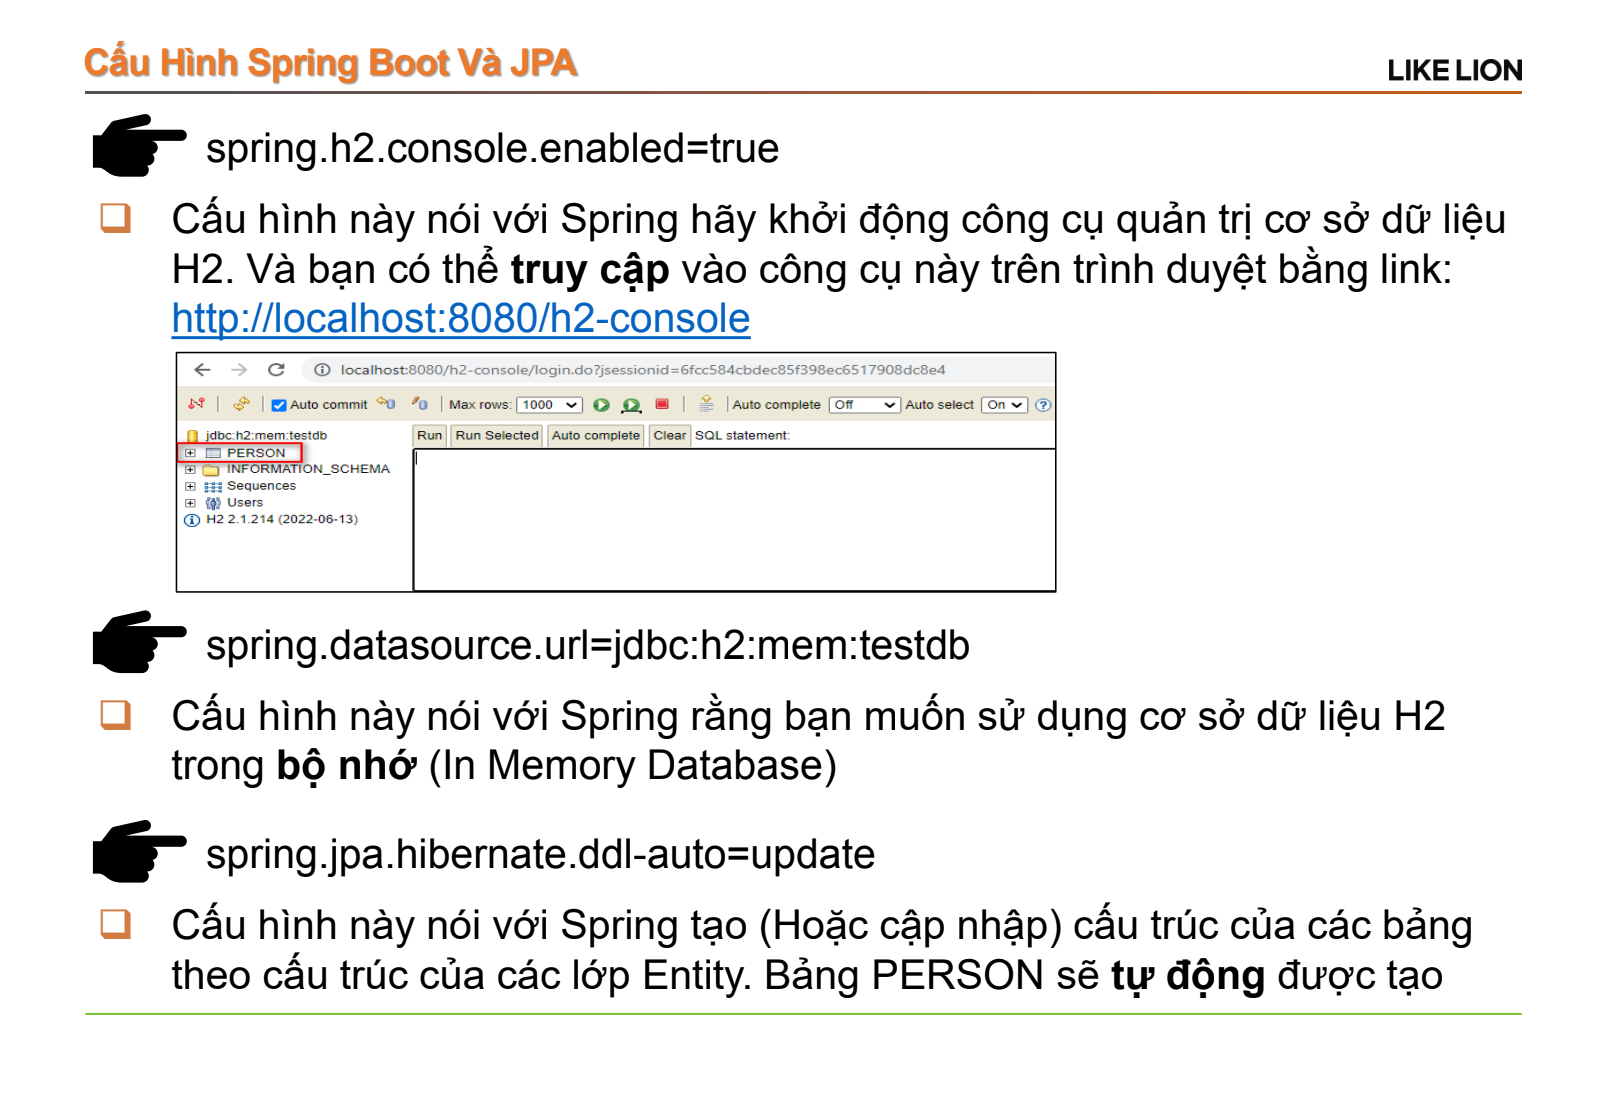 Cấu Hình Spring Boot Và JPA
LIKE LION
spring.h2.console.enabled=true
Cấu hình này nói với Spring hãy khởi động công cụ quản trị cơ sở dữ liệu
H2. Và bạn có thể truy cập vào công cụ này trên trình duyệt bằng link:
http://localhost:8080/h2-console
localhost:8080/h2-console/login.do?jsessionid=6fcc584cbdec85f398ec6517908dc8e4
Auto commit Max rows: 1000 Auto complete Off Auto select On
jdbc:h2:mem:testdb
Run Run Selected Auto complete Clear SQL statement:
PERSON
INFORMATION_SCHEMA
Sequences
Users
H2 2.1.214 (2022-06-13)
spring.datasource.url=jdbc:h2:mem:testdb
Cấu hình này nói với Spring rằng bạn muốn sử dụng cơ sở dữ liệu H2
trong bộ nhớ (In Memory Database)
spring.jpa.hibernate.ddl-auto=update
Cấu hình này nói với Spring tạo (Hoặc cập nhập) cấu trúc của các bảng
theo cấu trúc của các lớp Entity. Bảng PERSON sẽ tự động được tạo